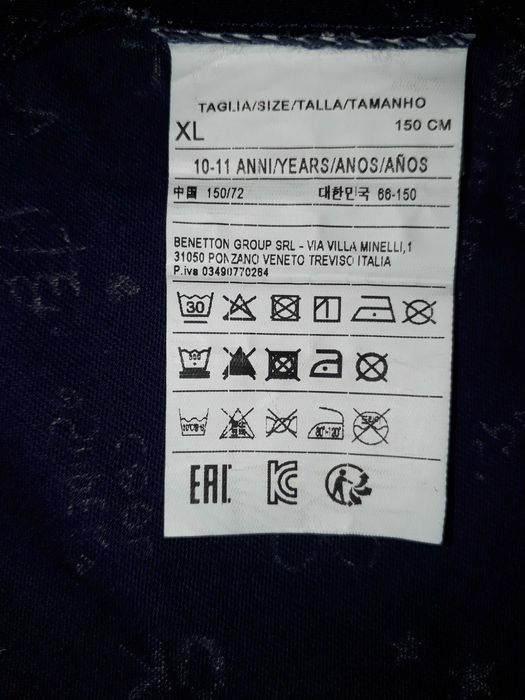 TAGLIA/SIZE/TALLA/TAMANHO
XL 150 CM
10-11 ANNI/YEARS/ANOS/AÑOS
中国 150/72 대한민국 66-150
BENETTON GROUP SRL - VIA VILLA MINELLI,1
31050 PONZANO VENETO TREVISO ITALIA
P.iva 03490770264
30
EAC
KC